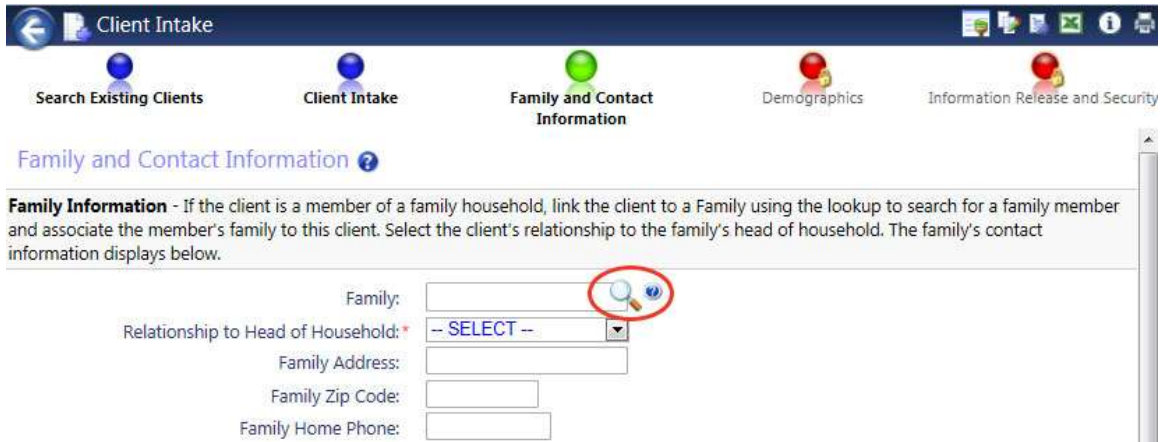 Client Intake
Search Existing Clients
Client Intake
Family and Contact
Information
Demographics
Information Release and Security
Family and Contact Information
Family Information - If the client is a member of a family household, link the client to a Family using the lookup to search for a family member
and associate the member's family to this client. Select the client's relationship to the family's head of household. The family's contact
information displays below.
Family:
Relationship to Head of Household:* -- SELECT --
Family Address:
Family Zip Code:
Family Home Phone: